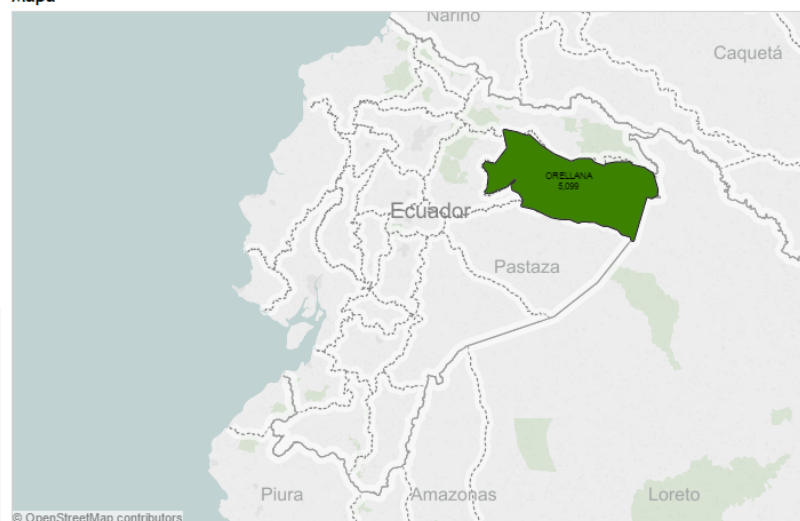 Mapa
Nariño
Caquetá
ORELLANA
5,099
Ecuador
Pastaza
Piura
Amazonas
Loreto
© OpenStreetMap contributors